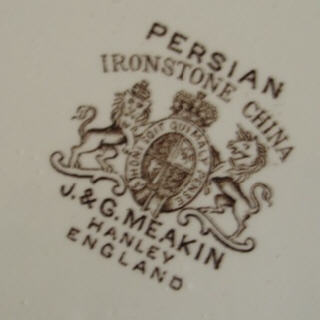 PERSIAN
IRONSTONE CHINA
HONI SOIT QUI MAL Y PENSE
J. & G. MEAKIN
HANLEY
ENGLAND